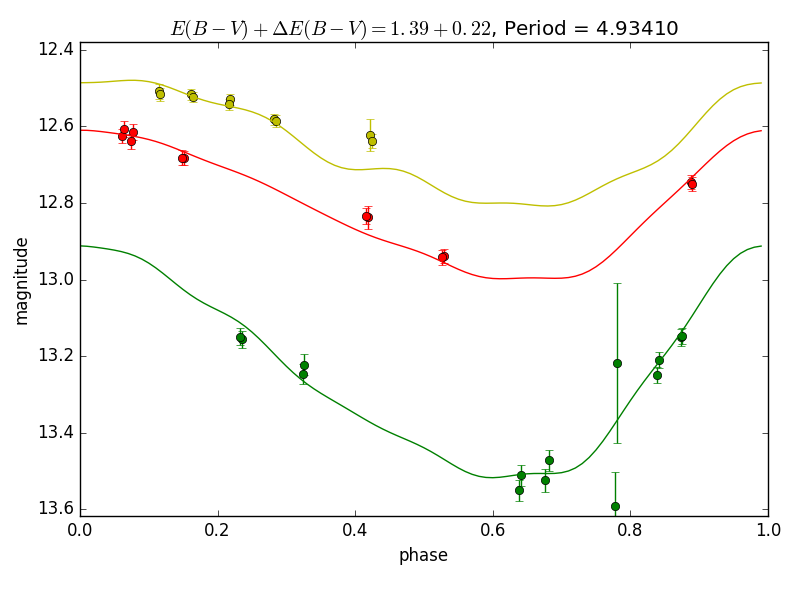 E(B − V) + ΔE(B − V) = 1.39 + 0.22, Period = 4.93410
12.4
12.6
12.8
13.0
13.2
13.4
13.6
magnitude
0.0 0.2 0.4 0.6 0.8 1.0
phase